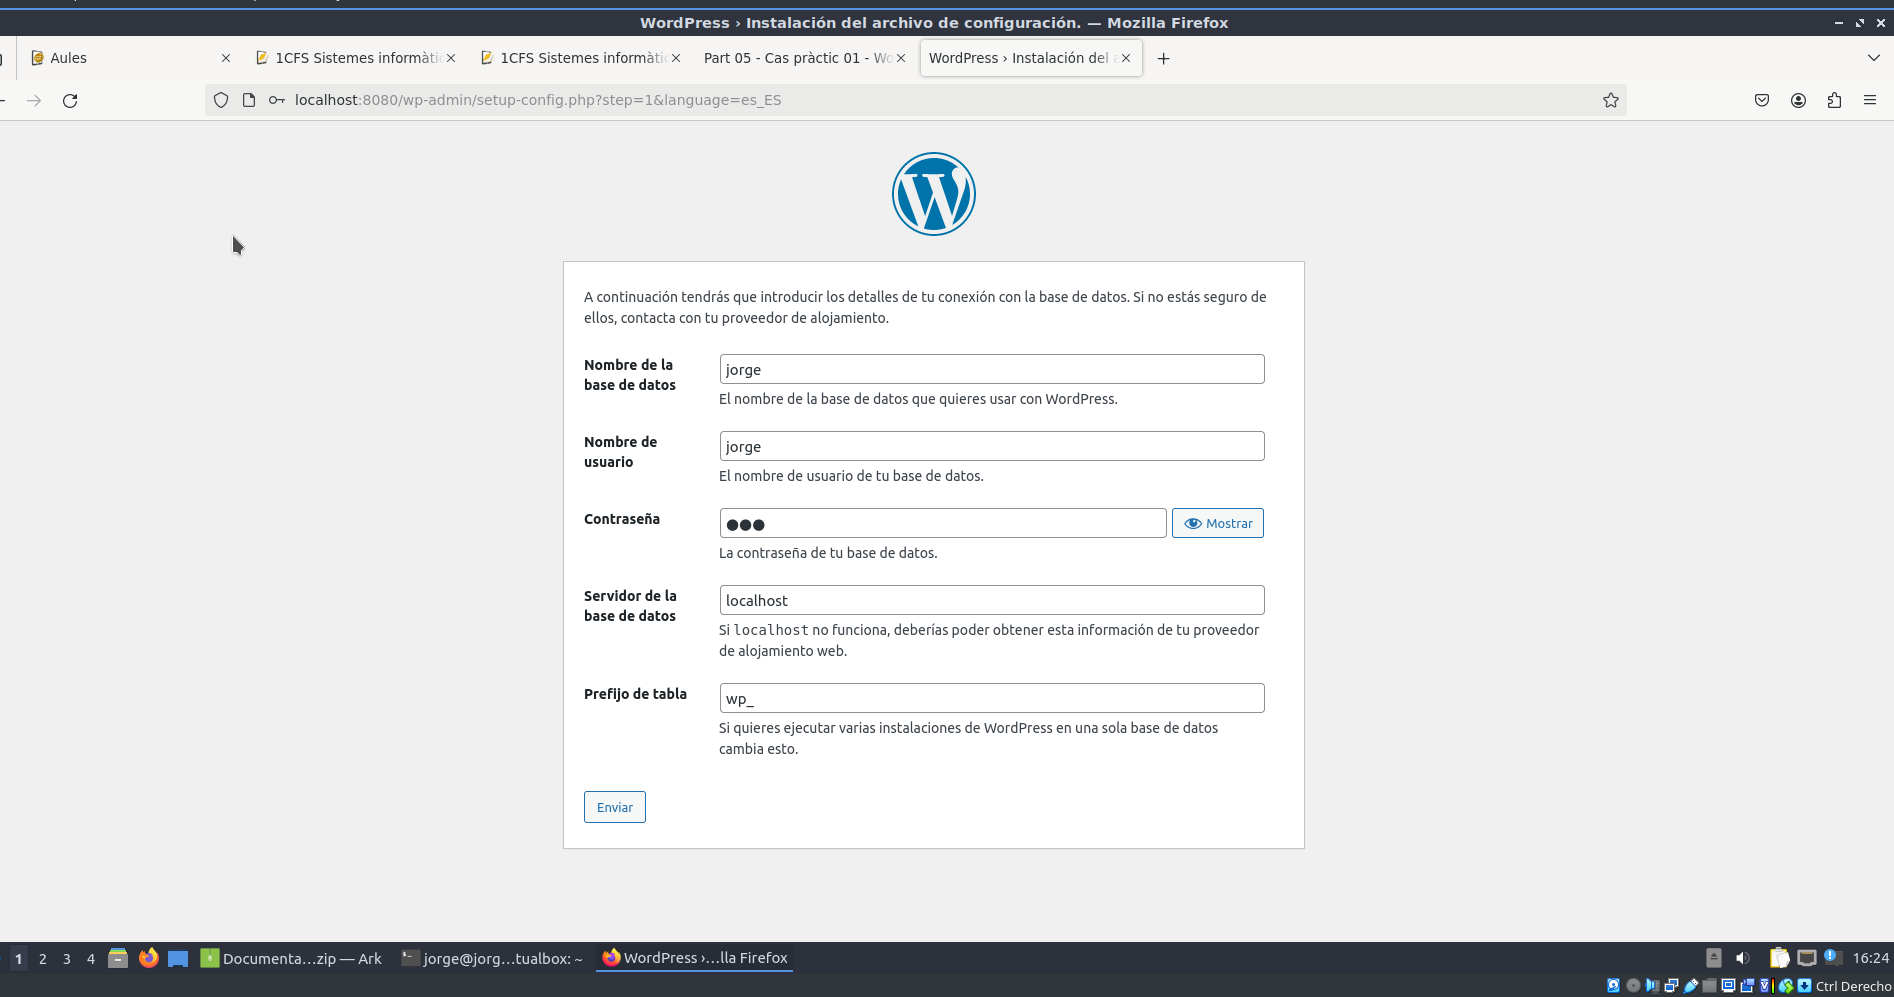 WordPress › Instalación del archivo de configuración. — Mozilla Firefox
Aules
1CFS Sistemes informàtic
1CFS Sistemes informàtic
Part 05 - Cas pràctic 01 - Wo
WordPress › Instalación del a
localhost:8080/wp-admin/setup-config.php?step=1&language=es_ES
A continuación tendrás que introducir los detalles de tu conexión con la base de datos. Si no estás seguro de
ellos, contacta con tu proveedor de alojamiento.
Nombre de la
base de datos
jorge
El nombre de la base de datos que quieres usar con WordPress.
Nombre de
usuario
jorge
El nombre de usuario de tu base de datos.
Contraseña
●●●
Mostrar
La contraseña de tu base de datos.
Servidor de la
base de datos
localhost
Si localhost no funciona, deberías poder obtener esta información de tu proveedor
de alojamiento web.
Prefijo de tabla
wp_
Si quieres ejecutar varias instalaciones de WordPress en una sola base de datos
cambia esto.
Enviar
1 2 3 4
Documenta...zip — Ark
jorge@jorg...tualbox: ~
WordPress ›...lla Firefox
16:24
Ctrl Derecho